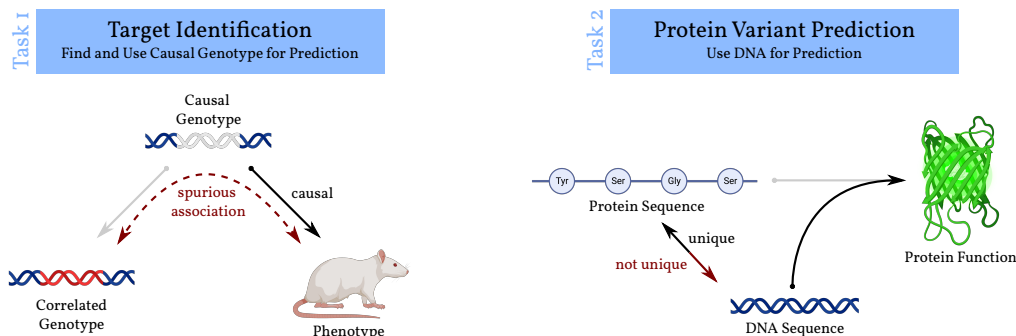 Task 1
Target Identification
Find and Use Causal Genotype for Prediction
Causal
Genotype
spurious
association
causal
Correlated
Genotype
Phenotype
Task 2
Protein Variant Prediction
Use DNA for Prediction
Tyr
Ser
Gly
Ser
Protein Sequence
unique
not unique
DNA Sequence
Protein Function